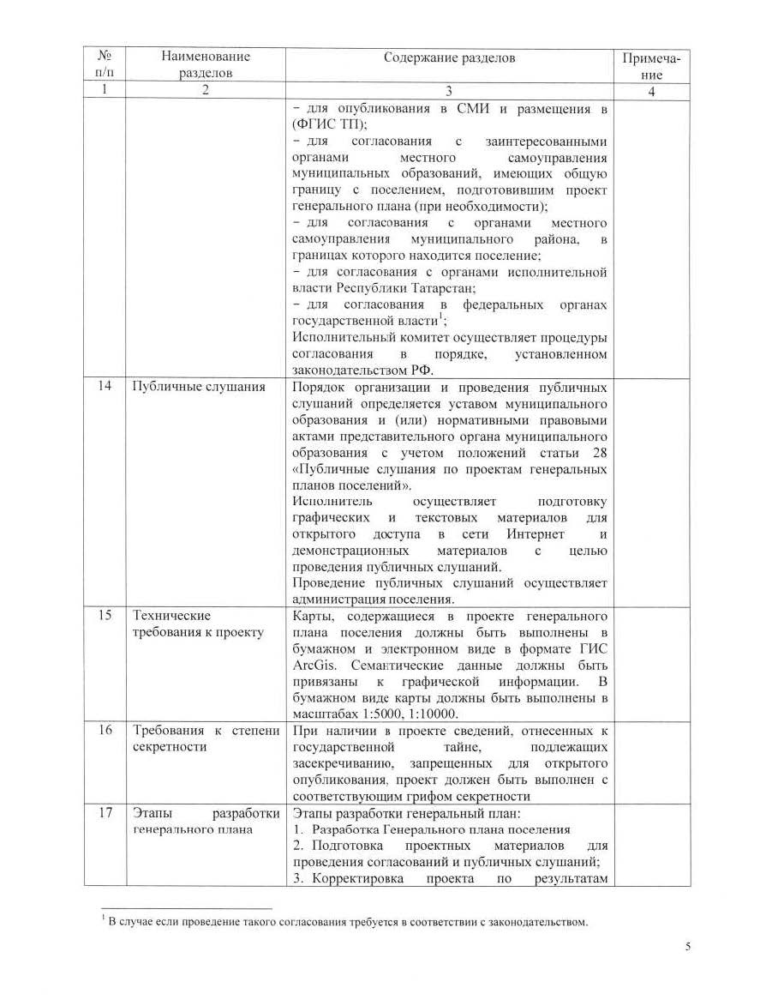 № п/п
Наименование разделов
Содержание разделов
Примеча-
ние
1 2 3 4
– для опубликования в СМИ и размещения в
(ФГИС ТП);
– для согласования с заинтересованными
органами местного самоуправления
муниципальных образований, имеющих общую
границу с поселением, подготовившим проект
генерального плана (при необходимости);
– для согласования с органами местного
самоуправления муниципального района, в
границах которого находится поселение;
– для согласования с органами исполнительной
власти Республики Татарстан;
– для согласования в федеральных органах
государственной власти¹;
Исполнительный комитет осуществляет процедуры
согласования в порядке, установленном
законодательством РФ.
14 Публичные слушания
Порядок организации и проведения публичных
слушаний определяется уставом муниципального
образования и (или) нормативными правовыми
актами представительного органа муниципального
образования с учетом положений статьи 28
«Публичные слушания по проектам генеральных
планов поселений».
Исполнитель осуществляет подготовку
графических и текстовых материалов для
открытого доступа в сети Интернет и
демонстрационных материалов с целью
проведения публичных слушаний.
Проведение публичных слушаний осуществляет
администрация поселения.
15 Технические
требования к проекту
Карты, содержащиеся в проекте генерального
плана поселения должны быть выполнены в
бумажном и электронном виде в формате ГИС
ArcGis. Семантические данные должны быть
привязаны к графической информации. В
бумажном виде карты должны быть выполнены в
масштабах 1:5000, 1:10000.
16 Требования к степени
секретности
При наличии в проекте сведений, отнесенных к
государственной тайне, подлежащих
засекречиванию, запрещенных для открытого
опубликования, проект должен быть выполнен с
соответствующим грифом секретности
17 Этапы разработки
генерального плана
Этапы разработки генеральный план:
1. Разработка Генерального плана поселения
2. Подготовка проектных материалов для
проведения согласований и публичных слушаний;
3. Корректировка проекта по результатам
¹ В случае если проведение такого согласования требуется в соответствии с законодательством.
5